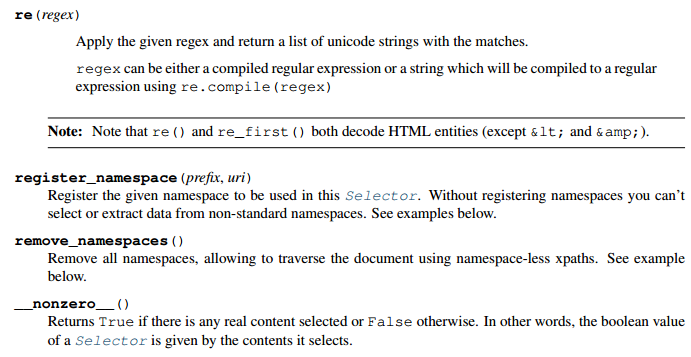 re(regex)
Apply the given regex and return a list of unicode strings with the matches.
regex can be either a compiled regular expression or a string which will be compiled to a regular
expression using re.compile(regex)
Note: Note that re() and re_first() both decode HTML entities (except &lt; and &amp;).
register_namespace(prefix, uri)
Register the given namespace to be used in this Selector. Without registering namespaces you can't
select or extract data from non-standard namespaces. See examples below.
remove_namespaces()
Remove all namespaces, allowing to traverse the document using namespace-less xpaths. See example
below.
__nonzero__()
Returns True if there is any real content selected or False otherwise. In other words, the boolean value
of a Selector is given by the contents it selects.